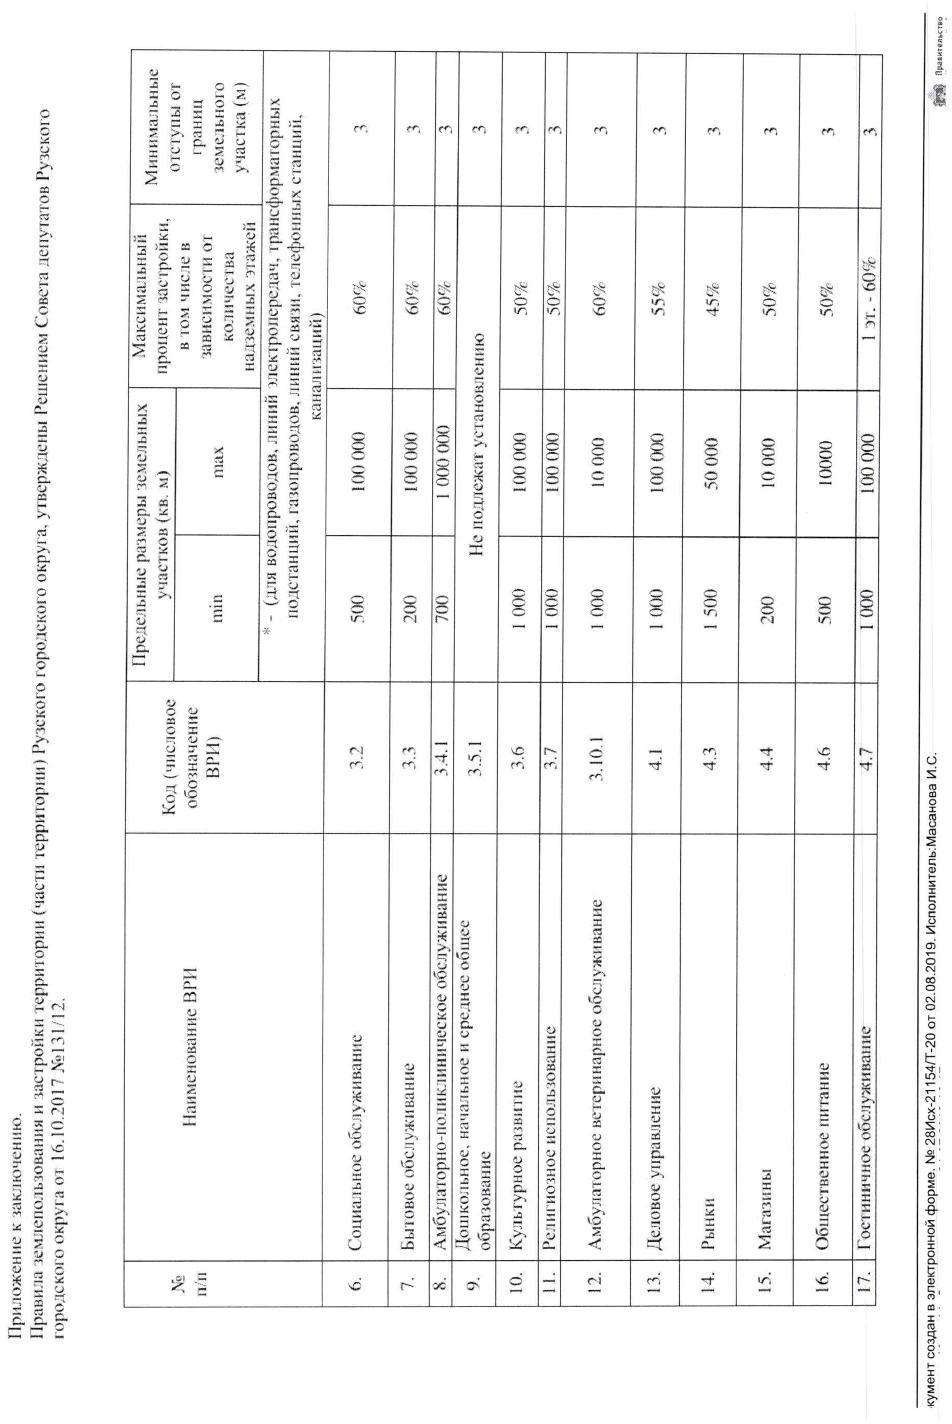 Приложение к заключению.
Правила землепользования и застройки территории (части территории) Рузского городского округа, утверждены Решением Совета депутатов Рузского
городского округа от 16.10.2017 №131/12.
№ п/п Наименование ВРИ Код (числовое обозначение ВРИ) Предельные размеры земельных участков (кв. м) Максимальный процент застройки, в том числе в зависимости от количества надземных этажей Минимальные отступы от границ земельного участка (м)
min max
* - (для водопроводов, линий электропередач, трансформаторных
подстанций, газопроводов, линий связи, телефонных станций,
канализаций)
6. Социальное обслуживание 3.2 500 100 000 60% 3
7. Бытовое обслуживание 3.3 200 100 000 60% 3
8. Амбулаторно-поликлиническое обслуживание 3.4.1 700 1 000 000 60% 3
9. Дошкольное, начальное и среднее общее образование 3.5.1 Не подлежат установлению 3
10. Культурное развитие 3.6 1 000 100 000 50% 3
11. Религиозное использование 3.7 1 000 100 000 50% 3
12. Амбулаторное ветеринарное обслуживание 3.10.1 1 000 10 000 60% 3
13. Деловое управление 4.1 1 000 100 000 55% 3
14. Рынки 4.3 1 500 50 000 45% 3
15. Магазины 4.4 200 10 000 50% 3
16. Общественное питание 4.6 500 10000 50% 3
17. Гостиничное обслуживание 4.7 1 000 100 000 1 эт. - 60% 3
кумент создан в электронной форме. № 28Исх-21154/Т-20 от 02.08.2019. Исполнитель:Масанова И.С.
Правительство